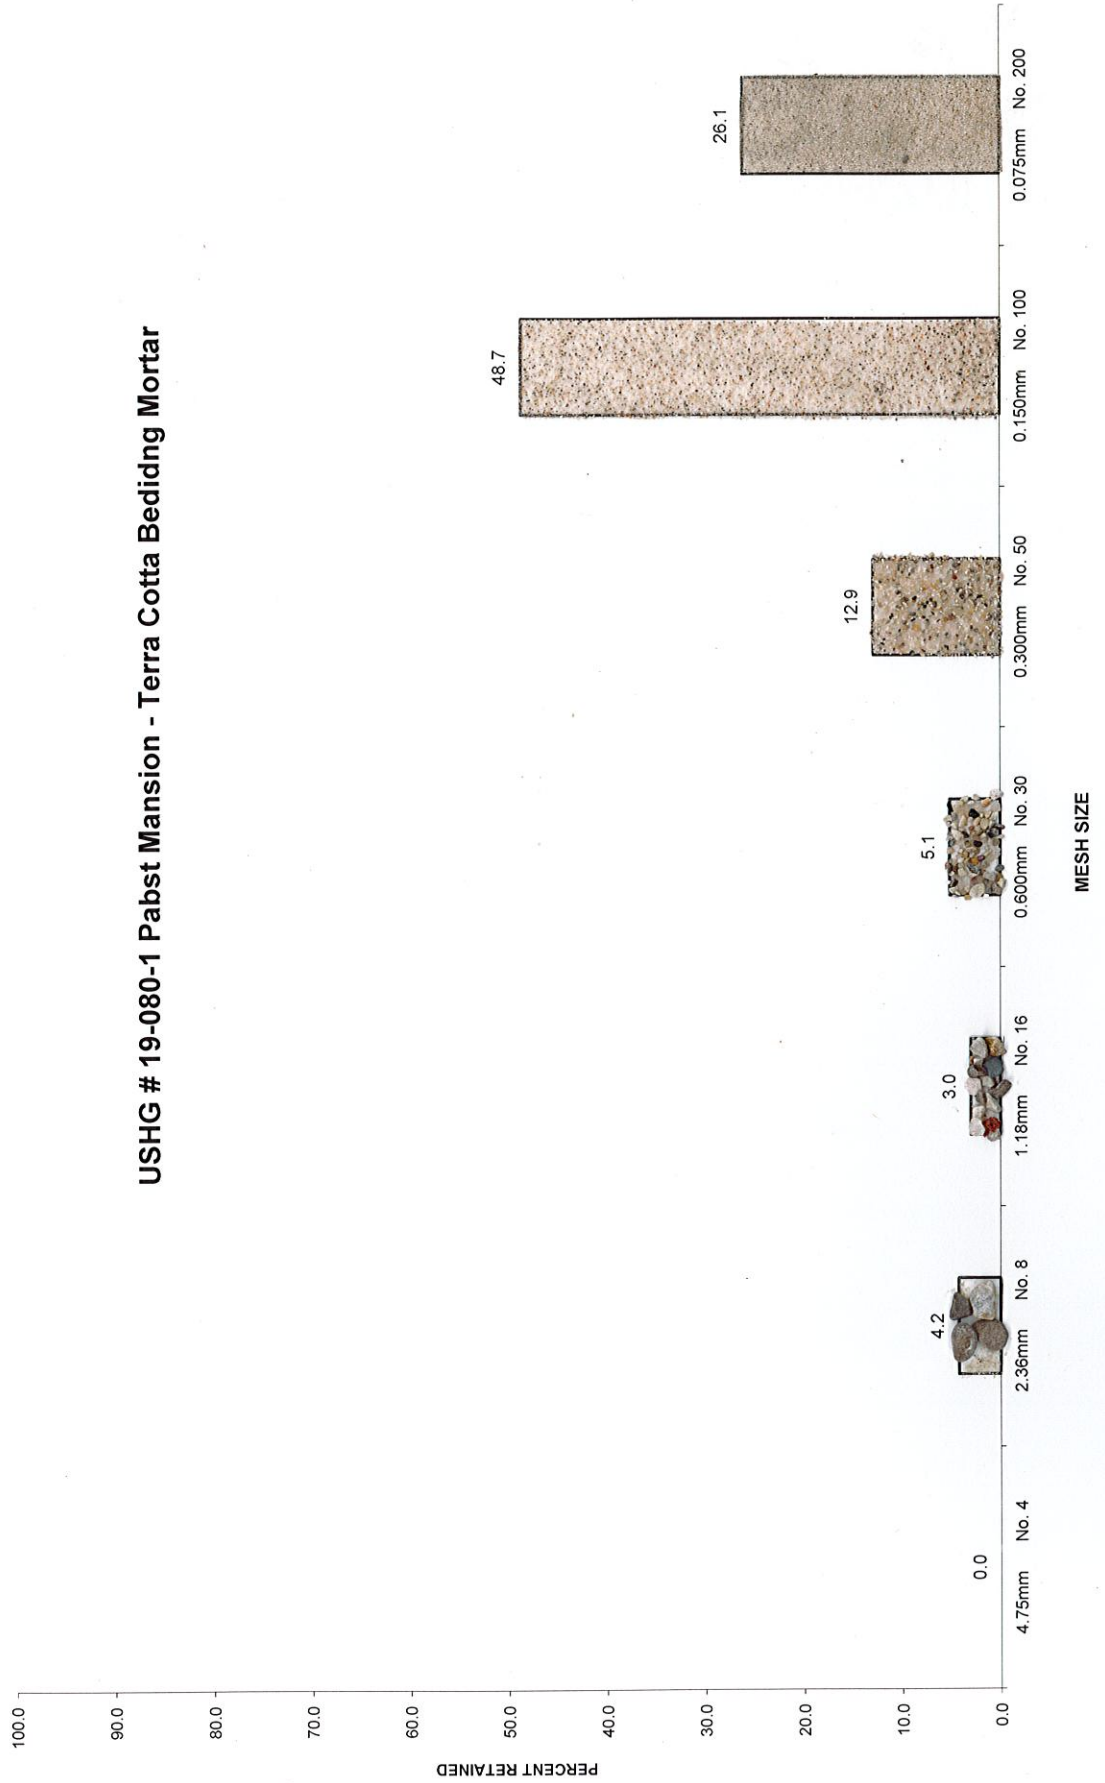 USHG # 19-080-1 Pabst Mansion - Terra Cotta Bedidng Mortar
PERCENT RETAINED
100.0
90.0
80.0
70.0
60.0
50.0
40.0
30.0
20.0
10.0
0.0
0.0
4.2
3.0
5.1
12.9
48.7
26.1
4.75mm No. 4
2.36mm No. 8
1.18mm No. 16
0.600mm No. 30
0.300mm No. 50
0.150mm No. 100
0.075mm No. 200
MESH SIZE